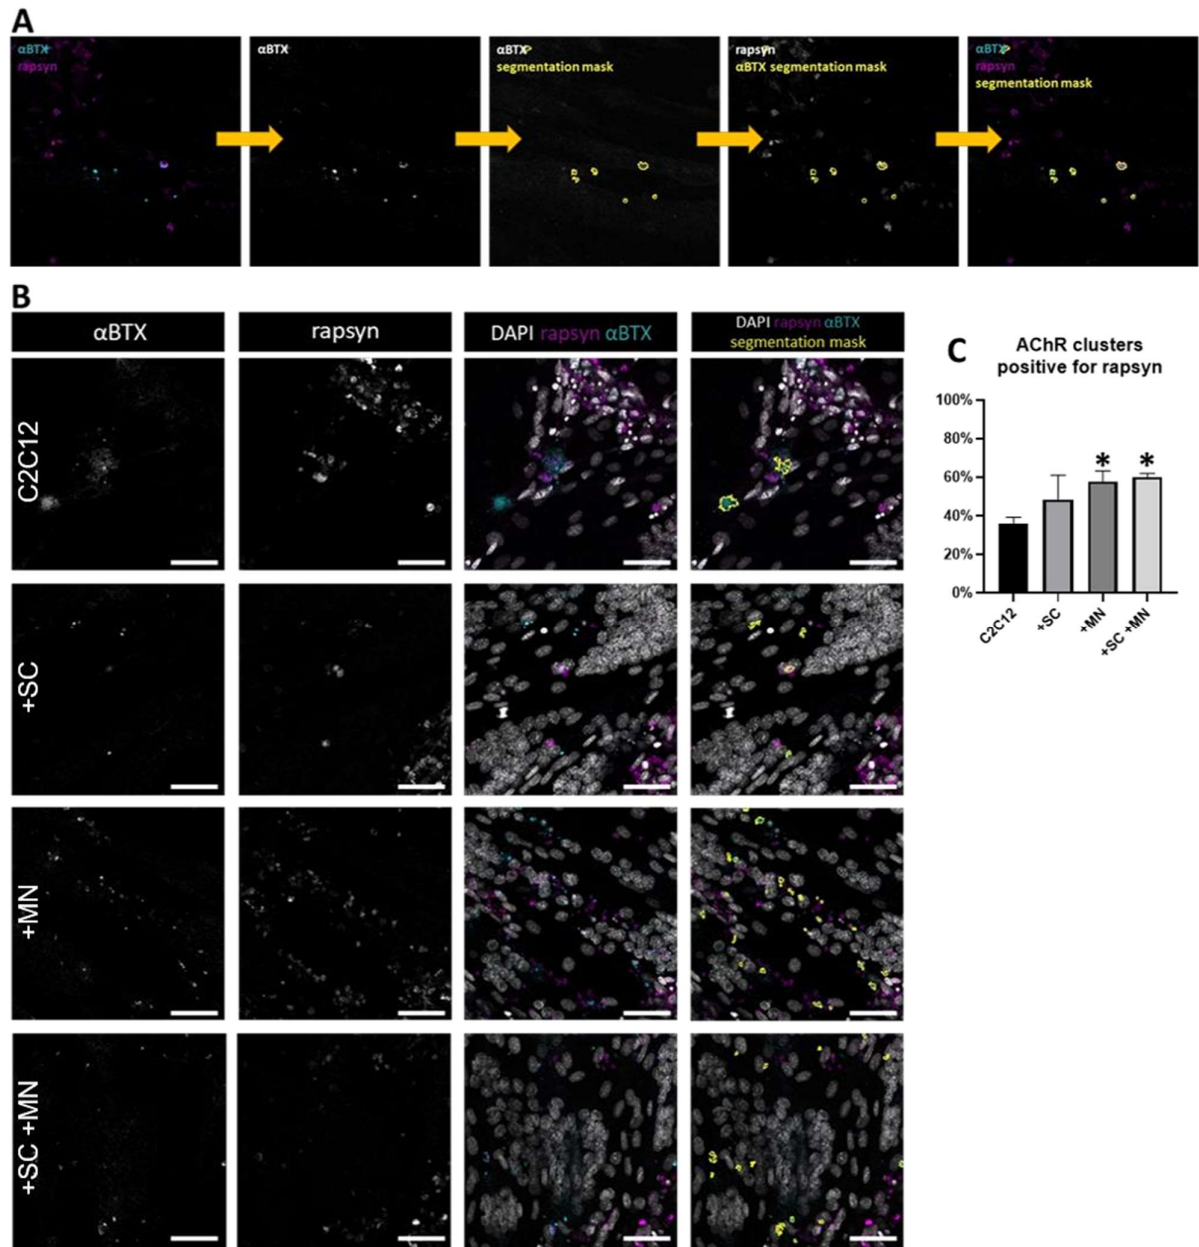 A
αBTX
rapsyn
αBTX
αBTX
segmentation mask
rapsyn
αBTX segmentation mask
αBTX
rapsyn
segmentation mask
B
αBTX
rapsyn
DAPI rapsyn αBTX
DAPI rapsyn αBTX
segmentation mask
C2C12
+SC
+MN
+SC +MN
C
AChR clusters
positive for rapsyn
100%
80%
60%
40%
20%
0%
*
*
C2C12
+SC
+MN
+SC +MN